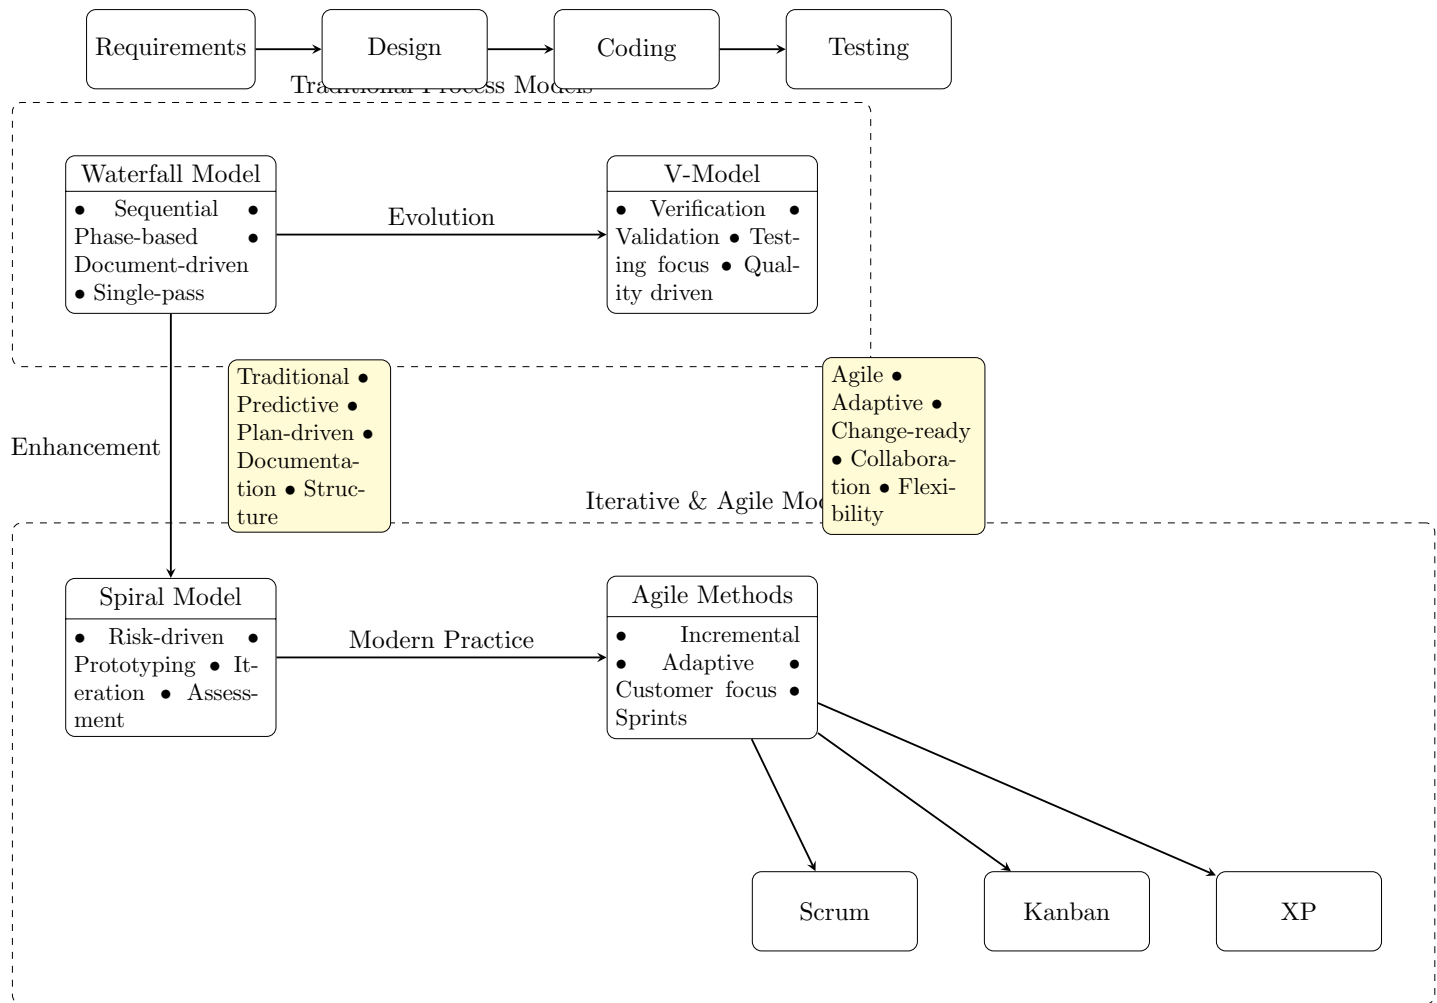 Requirements
Design
Coding
Testing
Traditional Process Models
Waterfall Model
• Sequential •
Phase-based •
Document-driven
• Single-pass
Evolution
V-Model
• Verification •
Validation • Test-
ing focus • Qual-
ity driven
Enhancement
Traditional •
Predictive •
Plan-driven •
Documenta-
tion • Struc-
ture
Agile •
Adaptive •
Change-ready
• Collabora-
tion • Flexi-
bility
Iterative & Agile Mo
Spiral Model
• Risk-driven •
Prototyping • It-
eration • Assess-
ment
Modern Practice
Agile Methods
• Incremental
• Adaptive •
Customer focus •
Sprints
Scrum
Kanban
XP